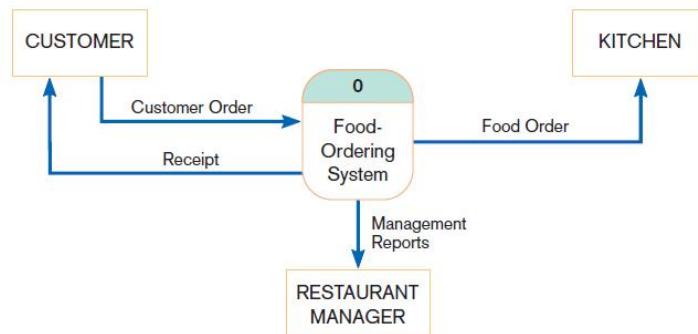 CUSTOMER
KITCHEN
0
Customer Order
Food-
Ordering
System
Food Order
Receipt
Management
Reports
RESTAURANT
MANAGER